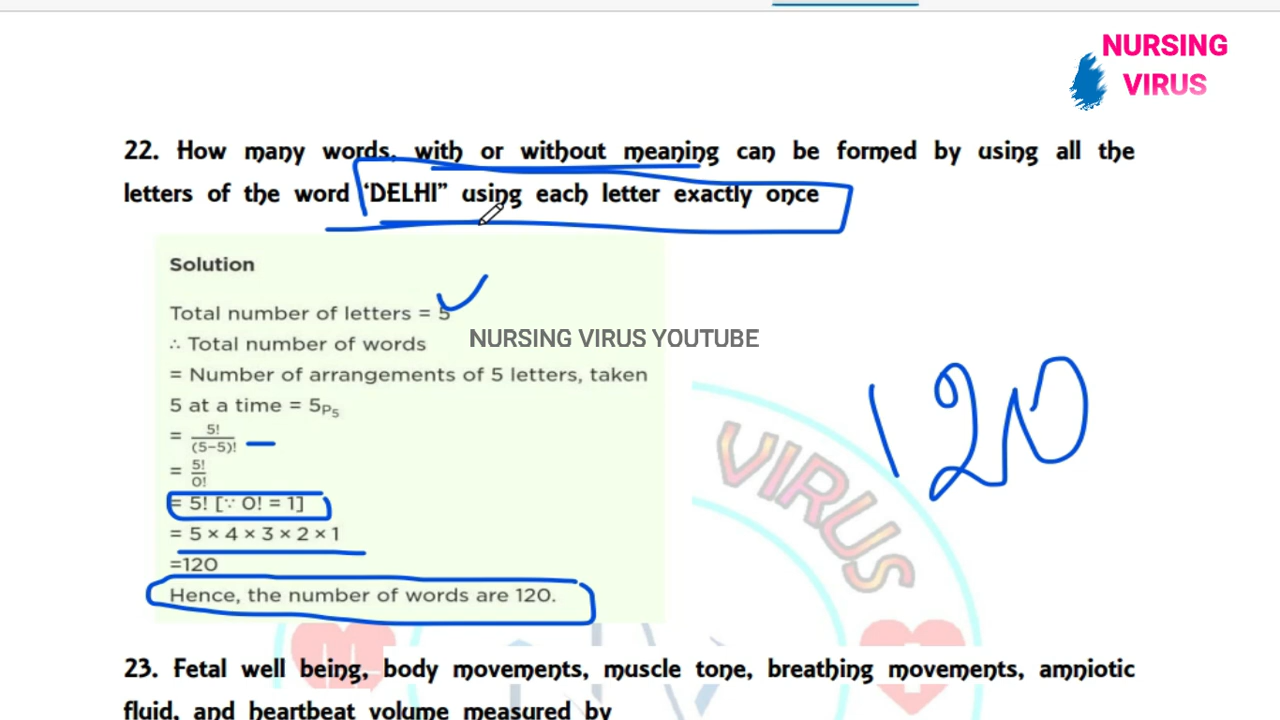 NURSING
VIRUS
22. How many words, with or without meaning can be formed by using all the
letters of the word ‘DELHI” using each letter exactly once
Solution
Total number of letters = 5
∴ Total number of words
NURSING VIRUS YOUTUBE
= Number of arrangements of 5 letters, taken
5 at a time = 5P₅
= 5!/(5−5)!
= 5!/0!
= 5! [∵ 0! = 1]
= 5 × 4 × 3 × 2 × 1
=120
Hence, the number of words are 120.
120
VIRUS
23. Fetal well being, body movements, muscle tone, breathing movements, amniotic
fluid, and heartbeat volume measured by